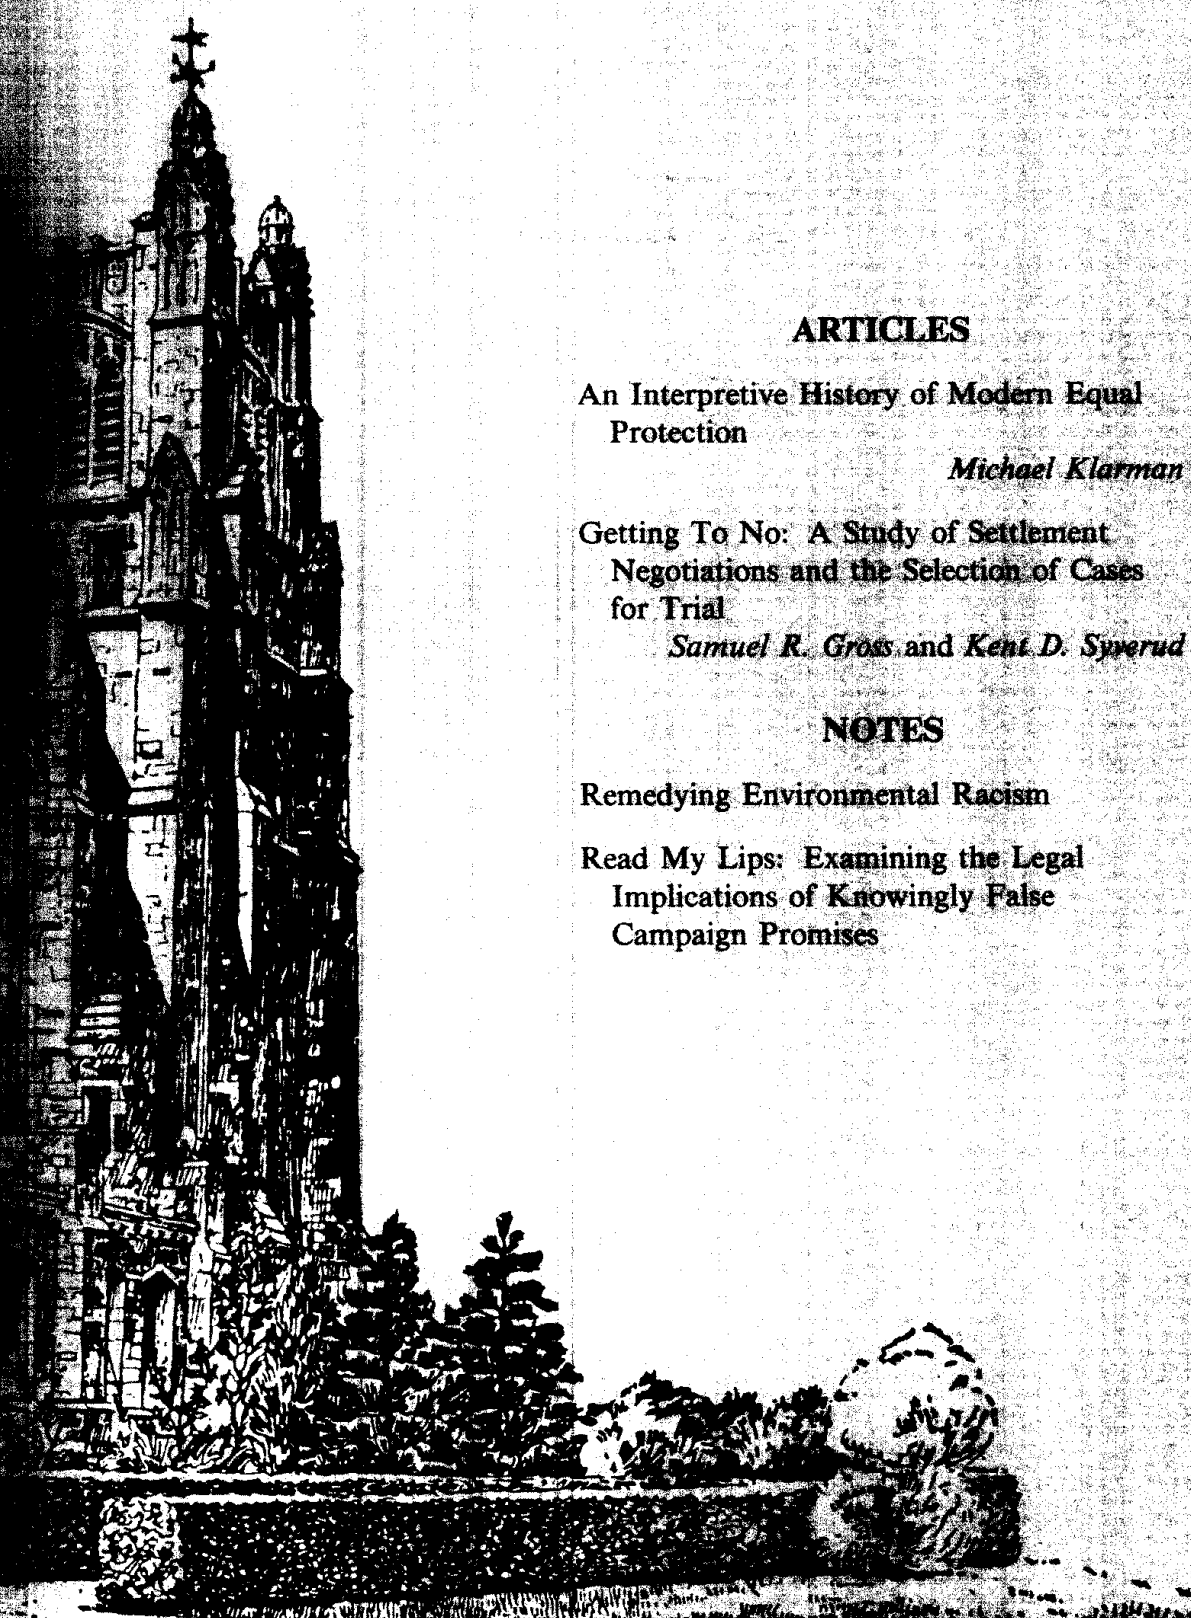 ARTICLES
An Interpretive History of Modern Equal
Protection
Michael Klarman
Getting To No: A Study of Settlement
Negotiations and the Selection of Cases
for Trial
Samuel R. Gross and Kent D. Syverud
NOTES
Remedying Environmental Racism
Read My Lips: Examining the Legal
Implications of Knowingly False
Campaign Promises